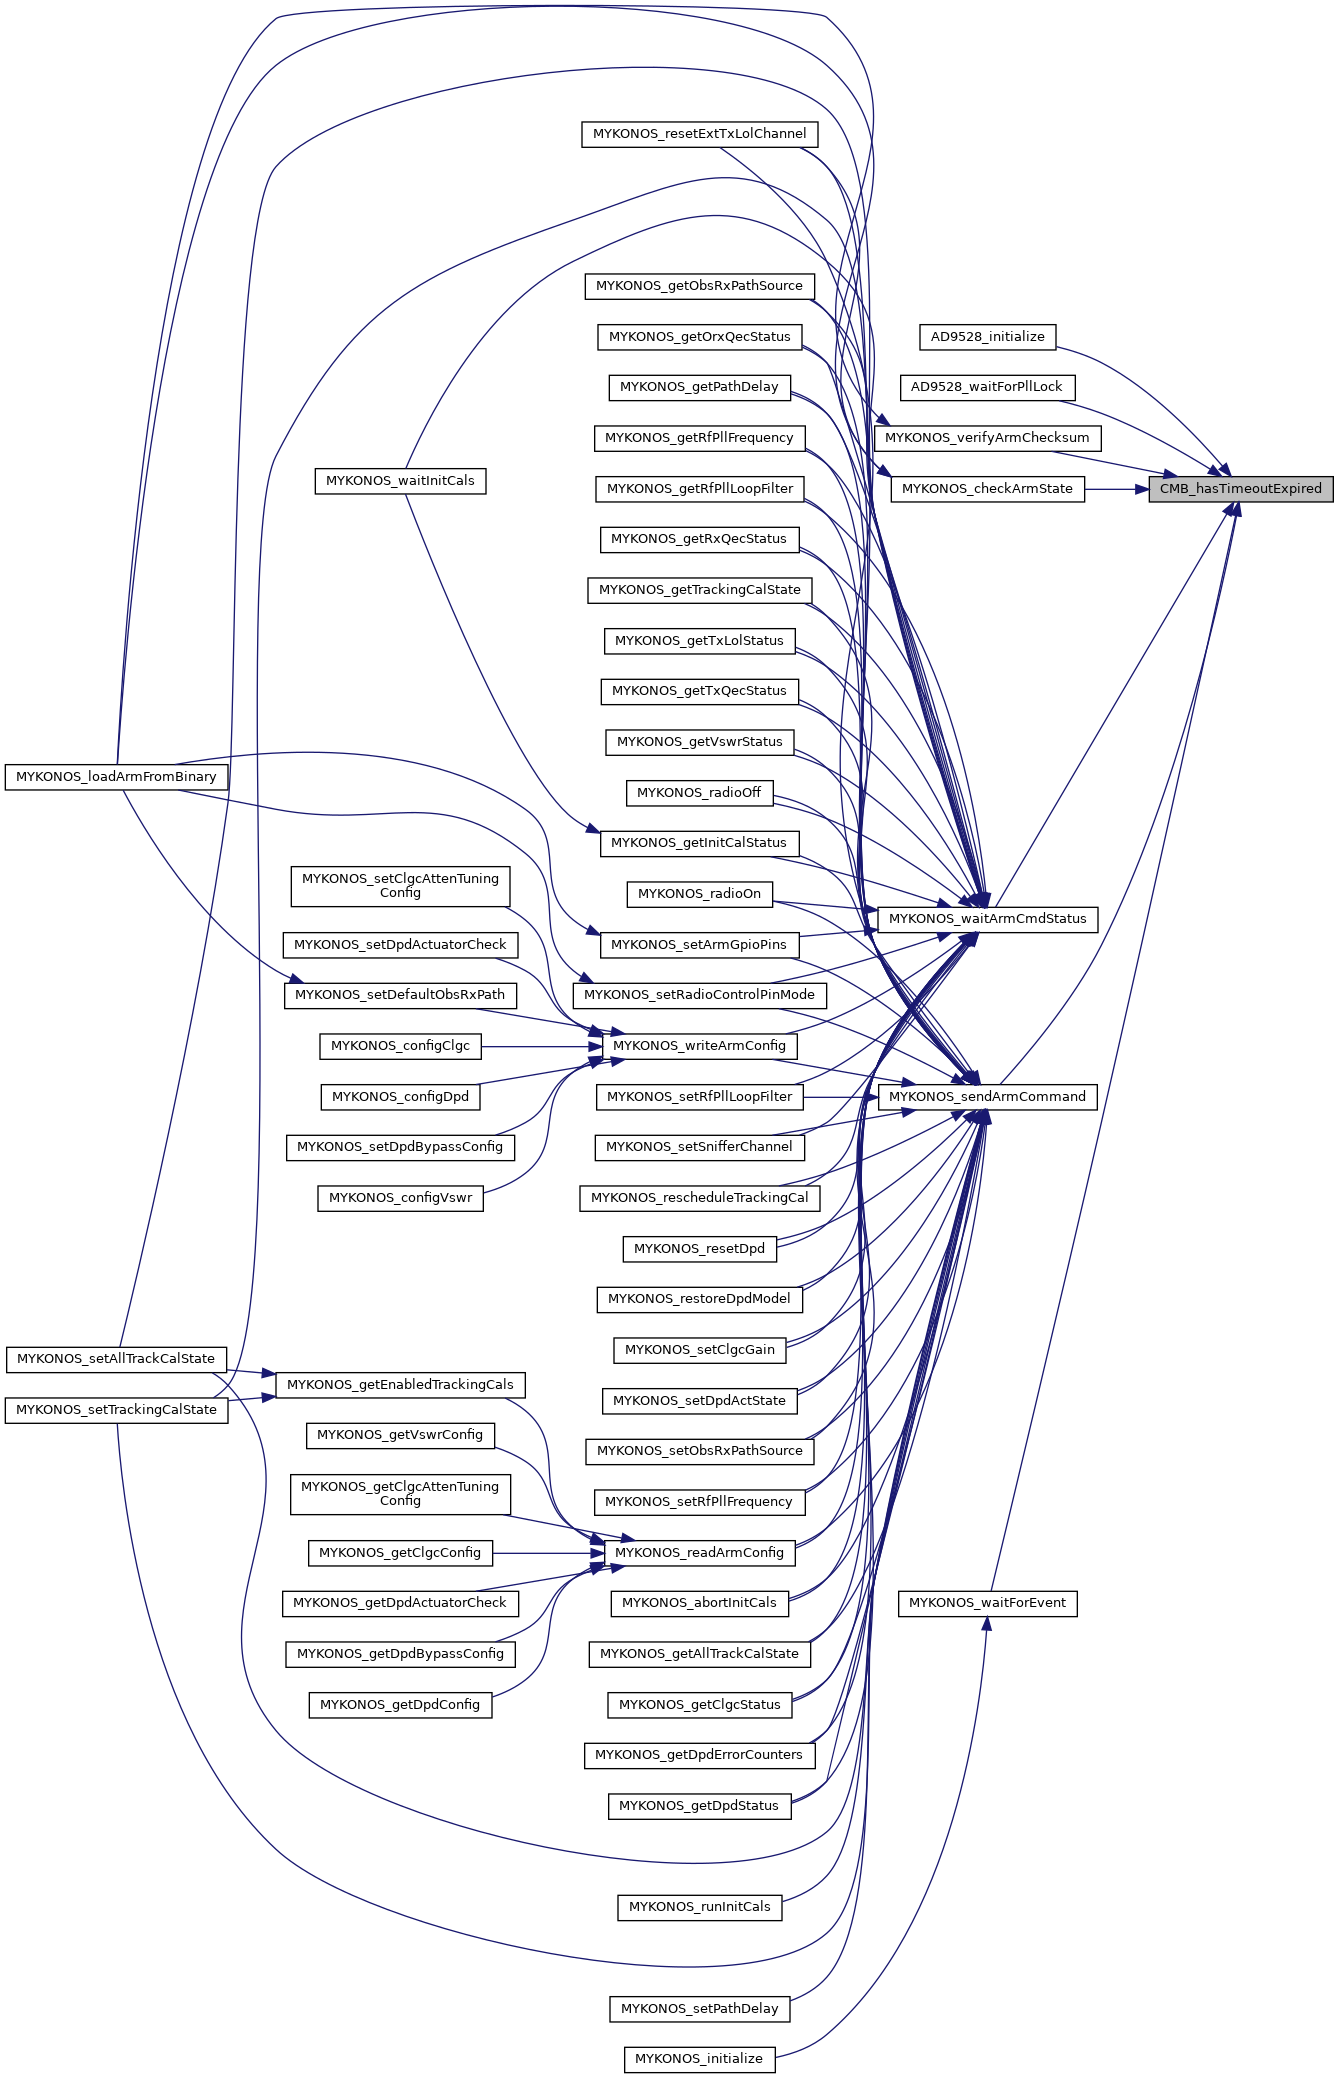 MYKONOS_resetExtTxLolChannel
MYKONOS_getObsRxPathSource
MYKONOS_getOrxQecStatus
AD9528_initialize
MYKONOS_getPathDelay
AD9528_waitForPllLock
MYKONOS_getRfPllFrequency
MYKONOS_verifyArmChecksum
MYKONOS_waitInitCals
MYKONOS_getRfPllLoopFilter
MYKONOS_checkArmState
CMB_hasTimeoutExpired
MYKONOS_getRxQecStatus
MYKONOS_getTrackingCalState
MYKONOS_getTxLolStatus
MYKONOS_getTxQecStatus
MYKONOS_getVswrStatus
MYKONOS_loadArmFromBinary
MYKONOS_radioOff
MYKONOS_getInitCalStatus
MYKONOS_setClgcAttenTuning
Config
MYKONOS_radioOn
MYKONOS_waitArmCmdStatus
MYKONOS_setDpdActuatorCheck
MYKONOS_setArmGpioPins
MYKONOS_setDefaultObsRxPath
MYKONOS_setRadioControlPinMode
MYKONOS_configClgc
MYKONOS_writeArmConfig
MYKONOS_configDpd
MYKONOS_setRfPllLoopFilter
MYKONOS_sendArmCommand
MYKONOS_setDpdBypassConfig
MYKONOS_setSnifferChannel
MYKONOS_configVswr
MYKONOS_rescheduleTrackingCal
MYKONOS_resetDpd
MYKONOS_restoreDpdModel
MYKONOS_setClgcGain
MYKONOS_setAllTrackCalState
MYKONOS_getEnabledTrackingCals
MYKONOS_setDpdActState
MYKONOS_setTrackingCalState
MYKONOS_getVswrConfig
MYKONOS_setObsRxPathSource
MYKONOS_getClgcAttenTuning
Config
MYKONOS_setRfPllFrequency
MYKONOS_getClgcConfig
MYKONOS_readArmConfig
MYKONOS_getDpdActuatorCheck
MYKONOS_abortInitCals
MYKONOS_waitForEvent
MYKONOS_getDpdBypassConfig
MYKONOS_getAllTrackCalState
MYKONOS_getDpdConfig
MYKONOS_getClgcStatus
MYKONOS_getDpdErrorCounters
MYKONOS_getDpdStatus
MYKONOS_runInitCals
MYKONOS_setPathDelay
MYKONOS_initialize